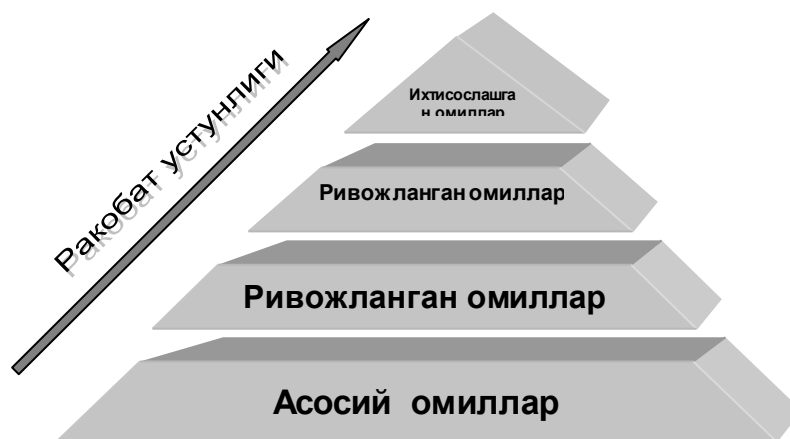 Ракобат устунлиги
Ихтисослашга
н омиллар
Ривожланган омиллар
Ривожланган омиллар
Асосий омиллар